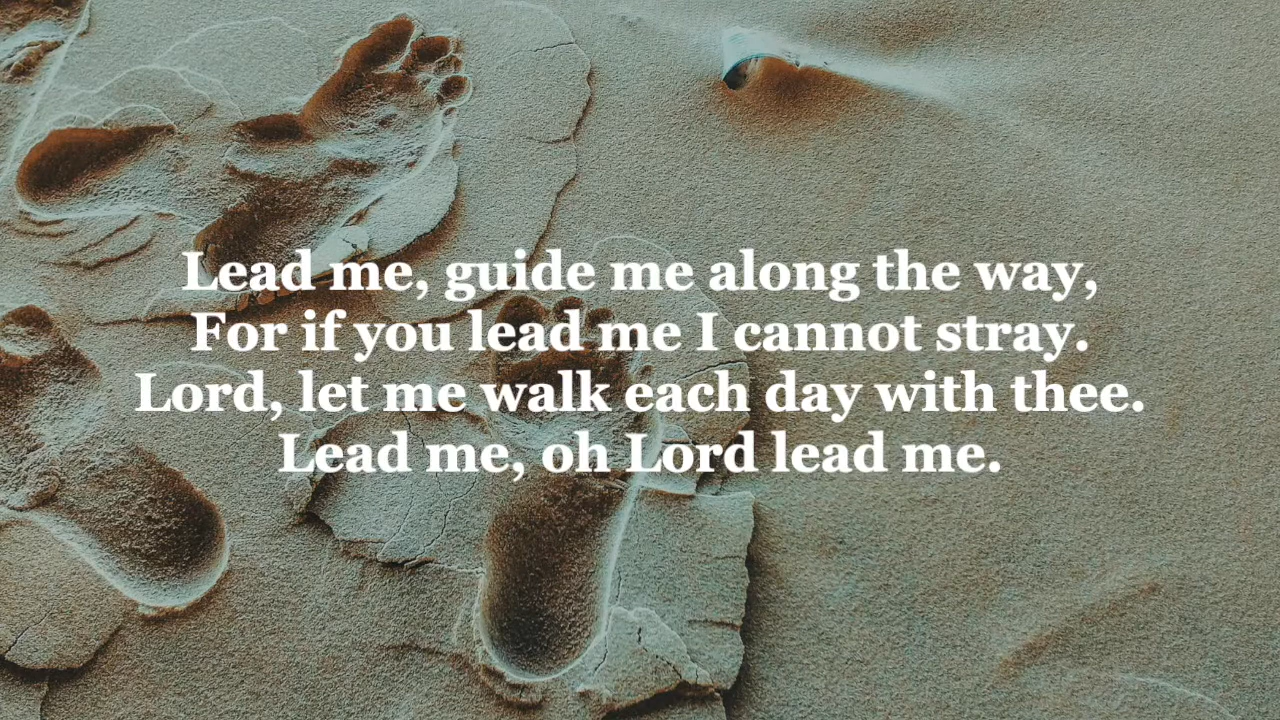 Lead me, guide me along the way,
For if you lead me I cannot stray.
Lord, let me walk each day with thee.
Lead me, oh Lord lead me.